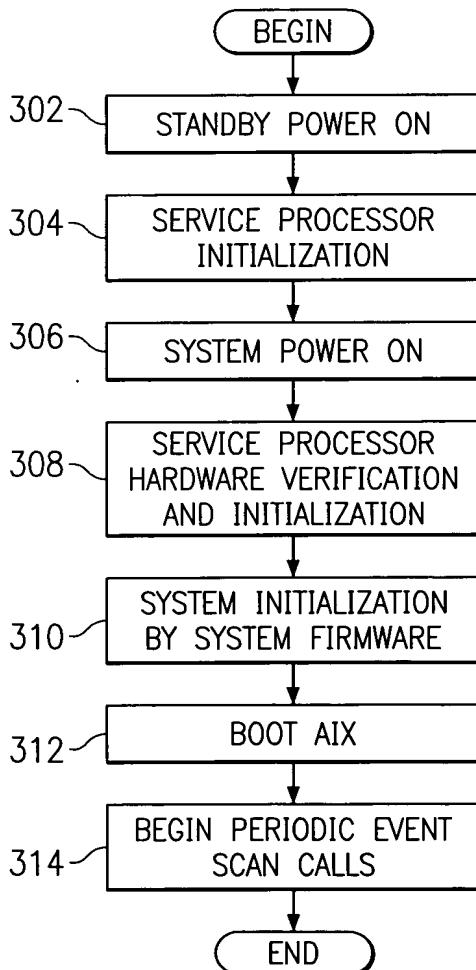 BEGIN
302
STANDBY POWER ON
304
SERVICE PROCESSOR
INITIALIZATION
306
SYSTEM POWER ON
308
SERVICE PROCESSOR
HARDWARE VERIFICATION
AND INITIALIZATION
310
SYSTEM INITIALIZATION
BY SYSTEM FIRMWARE
312
BOOT AIX
314
BEGIN PERIODIC EVENT
SCAN CALLS
END